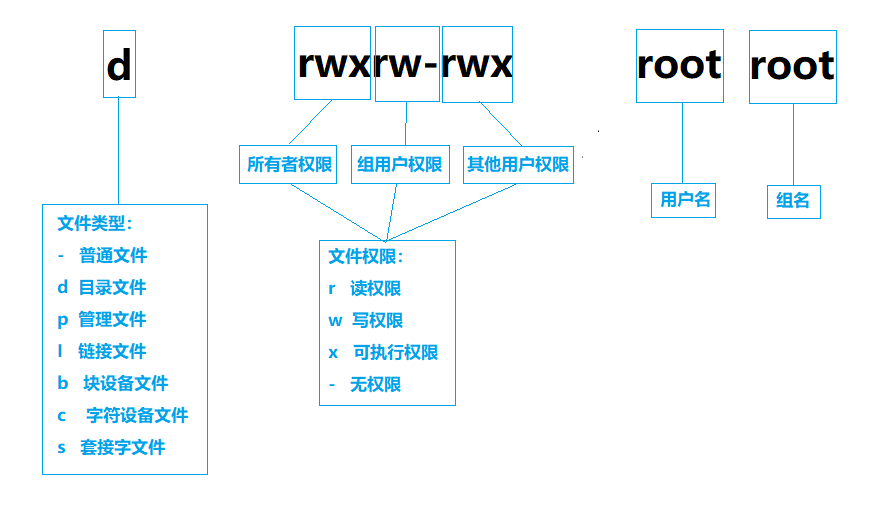 d rwxrw-rwx root root
所有者权限 组用户权限 其他用户权限
用户名 组名
文件类型：
- 普通文件
d 目录文件
p 管理文件
l 链接文件
b 块设备文件
c 字符设备文件
s 套接字文件
文件权限：
r 读权限
w 写权限
x 可执行权限
- 无权限